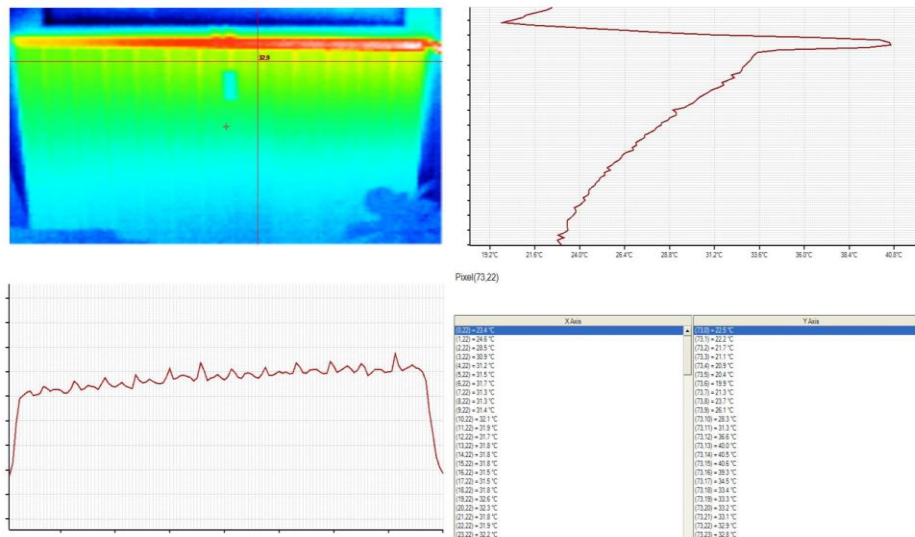 32.9
19.2°C 21.6°C 24.0°C 26.4°C 28.8°C 31.2°C 33.6°C 36.0°C 38.4°C 40.8°C
Pixel(73,22)
X Axis
(0,22) = 23.4 °C
(1,22) = 24.6 °C
(2,22) = 28.5 °C
(3,22) = 30.9 °C
(4,22) = 31.2 °C
(5,22) = 31.5 °C
(6,22) = 31.7 °C
(7,22) = 31.3 °C
(8,22) = 31.3 °C
(9,22) = 31.4 °C
(10,22) = 32.1 °C
(11,22) = 31.9 °C
(12,22) = 31.7 °C
(13,22) = 31.8 °C
(14,22) = 31.8 °C
(15,22) = 31.8 °C
(16,22) = 31.5 °C
(17,22) = 31.5 °C
(18,22) = 31.8 °C
(19,22) = 32.6 °C
(20,22) = 32.3 °C
(21,22) = 31.8 °C
(22,22) = 31.9 °C
(23,22) = 32.2 °C
Y Axis
(73,0) = 22.5 °C
(73,1) = 22.2 °C
(73,2) = 21.7 °C
(73,3) = 21.1 °C
(73,4) = 20.9 °C
(73,5) = 20.4 °C
(73,6) = 19.9 °C
(73,7) = 21.3 °C
(73,8) = 23.7 °C
(73,9) = 26.1 °C
(73,10) = 28.3 °C
(73,11) = 31.3 °C
(73,12) = 36.6 °C
(73,13) = 40.0 °C
(73,14) = 40.5 °C
(73,15) = 40.6 °C
(73,16) = 39.3 °C
(73,17) = 34.5 °C
(73,18) = 33.4 °C
(73,19) = 33.3 °C
(73,20) = 33.2 °C
(73,21) = 33.1 °C
(73,22) = 32.9 °C
(73,23) = 32.8 °C